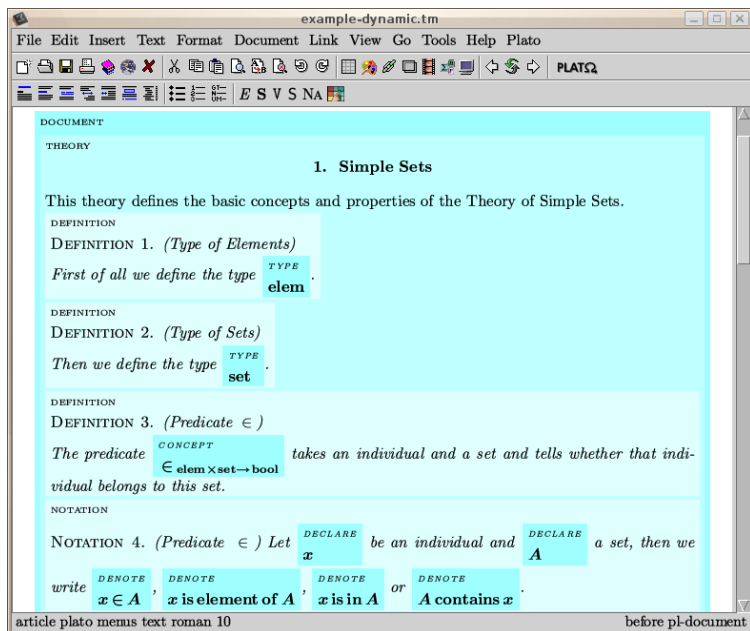 example-dynamic.tm
File Edit Insert Text Format Document Link View Go Tools Help Plato
PLATΩ
E S V S NA
DOCUMENT
THEORY
1. Simple Sets
This theory defines the basic concepts and properties of the Theory of Simple Sets.
DEFINITION
DEFINITION 1. (Type of Elements)
TYPE
First of all we define the type elem .
DEFINITION
DEFINITION 2. (Type of Sets)
TYPE
Then we define the type set .
DEFINITION
DEFINITION 3. (Predicate ∈ )
CONCEPT
The predicate ∈ elem×set→bool takes an individual and a set and tells whether that indi-
vidual belongs to this set.
NOTATION
DECLARE DECLARE
NOTATION 4. (Predicate ∈ ) Let x be an individual and A a set, then we
DENOTE DENOTE DENOTE DENOTE
write x ∈ A , x is element of A , x is in A or A contains x .
article plato menus text roman 10 before pl-document